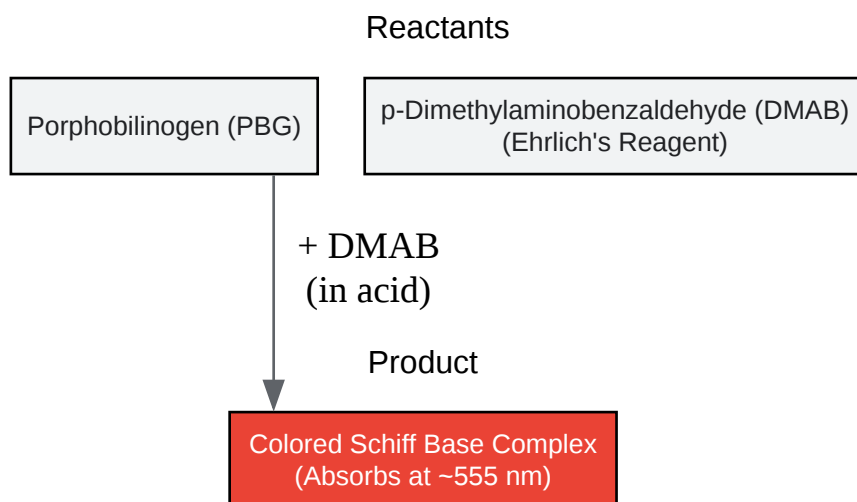 Reactants
Porphobilinogen (PBG)
p-Dimethylaminobenzaldehyde (DMAB)
(Ehrlich's Reagent)
+ DMAB
(in acid)
Product
Colored Schiff Base Complex
(Absorbs at ~555 nm)